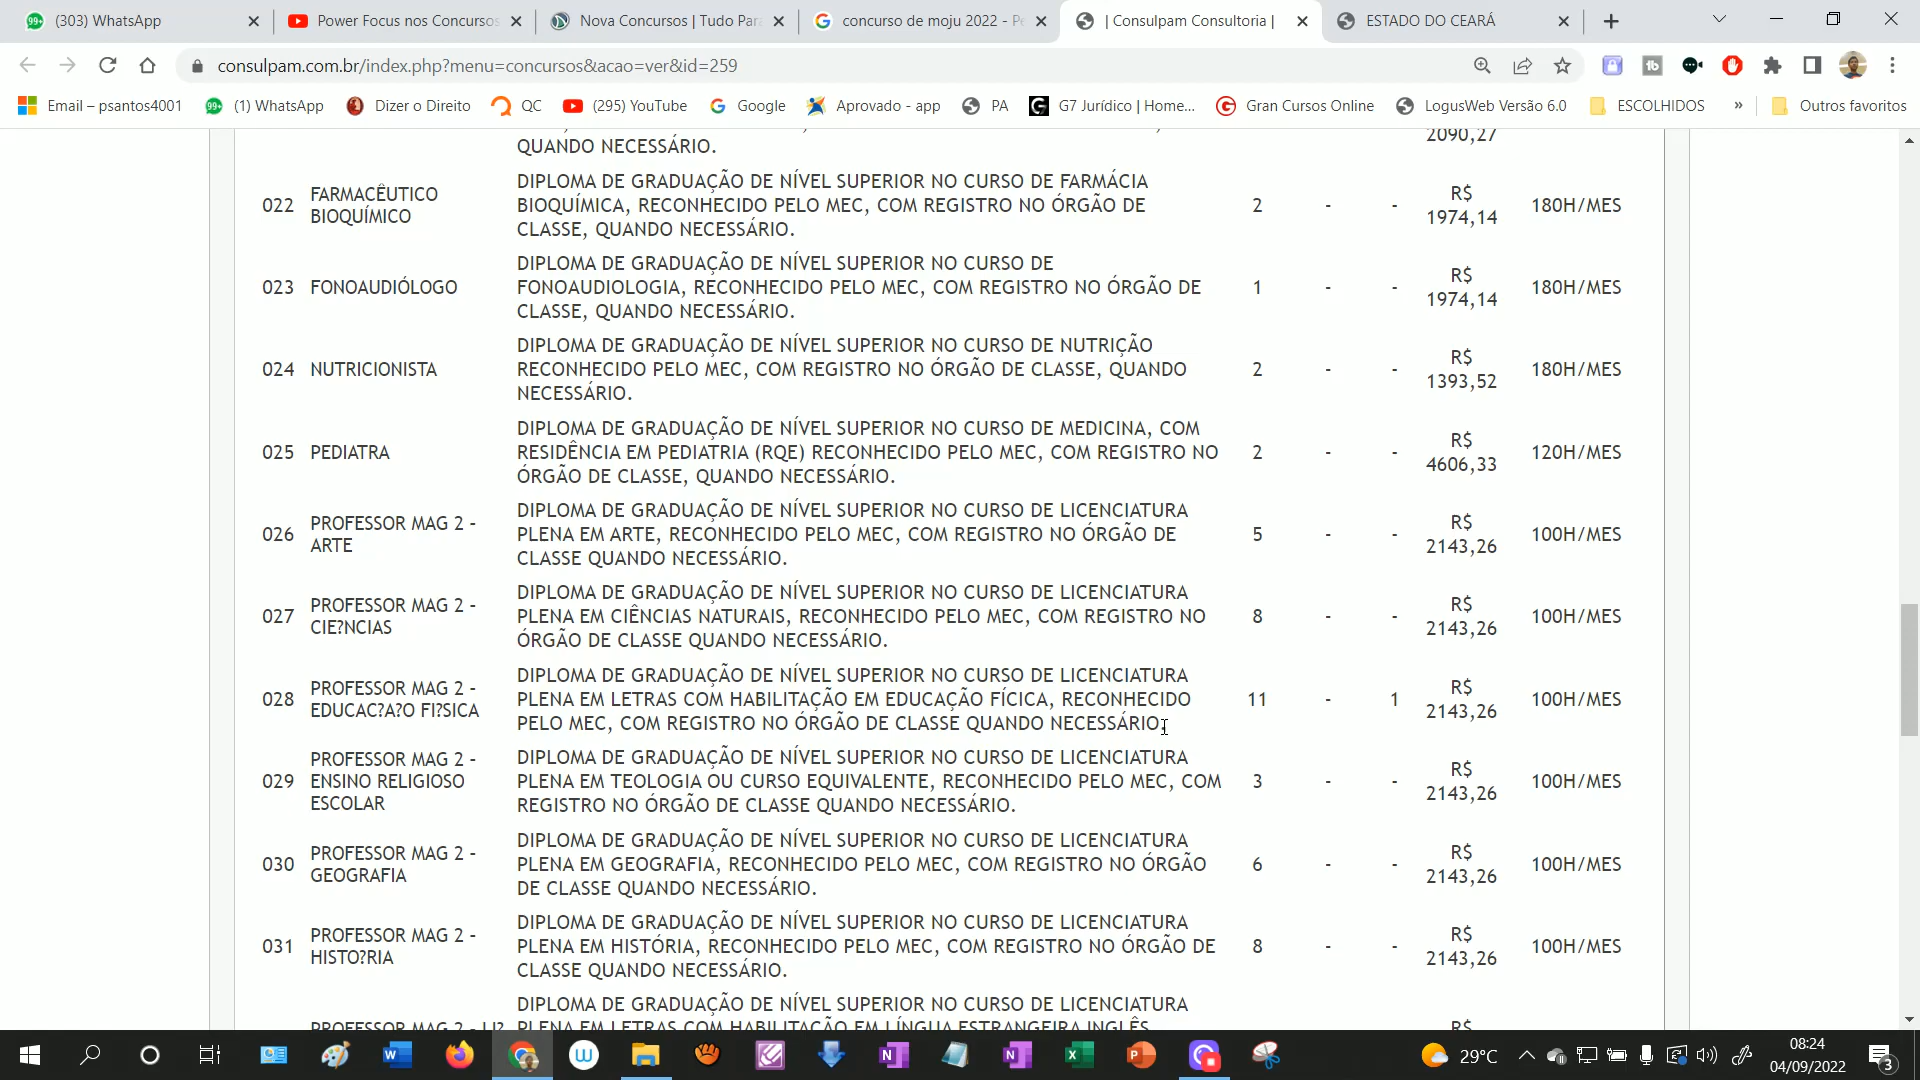 (303) WhatsApp
Power Focus nos Concursos
Nova Concursos | Tudo Par
concurso de moju 2022 - Pe
| Consulpam Consultoria |
ESTADO DO CEARÁ
consulpam.com.br/index.php?menu=concursos&acao=ver&id=259
Email – psantos4001
(1) WhatsApp
Dizer o Direito
QC
(295) YouTube
Google
Aprovado - app
PA
G7 Jurídico | Home...
Gran Cursos Online
LogusWeb Versão 6.0
ESCOLHIDOS
»
Outros favoritos
QUANDO NECESSÁRIO.
2090,27
022
FARMACÊUTICO
BIOQUÍMICO
DIPLOMA DE GRADUAÇÃO DE NÍVEL SUPERIOR NO CURSO DE FARMÁCIA
BIOQUÍMICA, RECONHECIDO PELO MEC, COM REGISTRO NO ÓRGÃO DE
CLASSE, QUANDO NECESSÁRIO.
2
-
-
R$
1974,14
180H/MES
023
FONOAUDIÓLOGO
DIPLOMA DE GRADUAÇÃO DE NÍVEL SUPERIOR NO CURSO DE
FONOAUDIOLOGIA, RECONHECIDO PELO MEC, COM REGISTRO NO ÓRGÃO DE
CLASSE, QUANDO NECESSÁRIO.
1
-
-
R$
1974,14
180H/MES
024
NUTRICIONISTA
DIPLOMA DE GRADUAÇÃO DE NÍVEL SUPERIOR NO CURSO DE NUTRIÇÃO
RECONHECIDO PELO MEC, COM REGISTRO NO ÓRGÃO DE CLASSE, QUANDO
NECESSÁRIO.
2
-
-
R$
1393,52
180H/MES
025
PEDIATRA
DIPLOMA DE GRADUAÇÃO DE NÍVEL SUPERIOR NO CURSO DE MEDICINA, COM
RESIDÊNCIA EM PEDIATRIA (RQE) RECONHECIDO PELO MEC, COM REGISTRO NO
ÓRGÃO DE CLASSE, QUANDO NECESSÁRIO.
2
-
-
R$
4606,33
120H/MES
026
PROFESSOR MAG 2 -
ARTE
DIPLOMA DE GRADUAÇÃO DE NÍVEL SUPERIOR NO CURSO DE LICENCIATURA
PLENA EM ARTE, RECONHECIDO PELO MEC, COM REGISTRO NO ÓRGÃO DE
CLASSE QUANDO NECESSÁRIO.
5
-
-
R$
2143,26
100H/MES
027
PROFESSOR MAG 2 -
CIE?NCIAS
DIPLOMA DE GRADUAÇÃO DE NÍVEL SUPERIOR NO CURSO DE LICENCIATURA
PLENA EM CIÊNCIAS NATURAIS, RECONHECIDO PELO MEC, COM REGISTRO NO
ÓRGÃO DE CLASSE QUANDO NECESSÁRIO.
8
-
-
R$
2143,26
100H/MES
028
PROFESSOR MAG 2 -
EDUCAC?A?O FI?SICA
DIPLOMA DE GRADUAÇÃO DE NÍVEL SUPERIOR NO CURSO DE LICENCIATURA
PLENA EM LETRAS COM HABILITAÇÃO EM EDUCAÇÃO FÍCICA, RECONHECIDO
PELO MEC, COM REGISTRO NO ÓRGÃO DE CLASSE QUANDO NECESSÁRIO.
11
-
1
R$
2143,26
100H/MES
029
PROFESSOR MAG 2 -
ENSINO RELIGIOSO
ESCOLAR
DIPLOMA DE GRADUAÇÃO DE NÍVEL SUPERIOR NO CURSO DE LICENCIATURA
PLENA EM TEOLOGIA OU CURSO EQUIVALENTE, RECONHECIDO PELO MEC, COM
REGISTRO NO ÓRGÃO DE CLASSE QUANDO NECESSÁRIO.
3
-
-
R$
2143,26
100H/MES
030
PROFESSOR MAG 2 -
GEOGRAFIA
DIPLOMA DE GRADUAÇÃO DE NÍVEL SUPERIOR NO CURSO DE LICENCIATURA
PLENA EM GEOGRAFIA, RECONHECIDO PELO MEC, COM REGISTRO NO ÓRGÃO
DE CLASSE QUANDO NECESSÁRIO.
6
-
-
R$
2143,26
100H/MES
031
PROFESSOR MAG 2 -
HISTO?RIA
DIPLOMA DE GRADUAÇÃO DE NÍVEL SUPERIOR NO CURSO DE LICENCIATURA
PLENA EM HISTÓRIA, RECONHECIDO PELO MEC, COM REGISTRO NO ÓRGÃO DE
CLASSE QUANDO NECESSÁRIO.
8
-
-
R$
2143,26
100H/MES
PROFESSOR MAG 2 - LI?
DIPLOMA DE GRADUAÇÃO DE NÍVEL SUPERIOR NO CURSO DE LICENCIATURA
PLENA EM LETRAS COM HABILITAÇÃO EM LÍNGUA ESTRANGEIRA INGLÊS
R$
29°C
08:24
04/09/2022
3